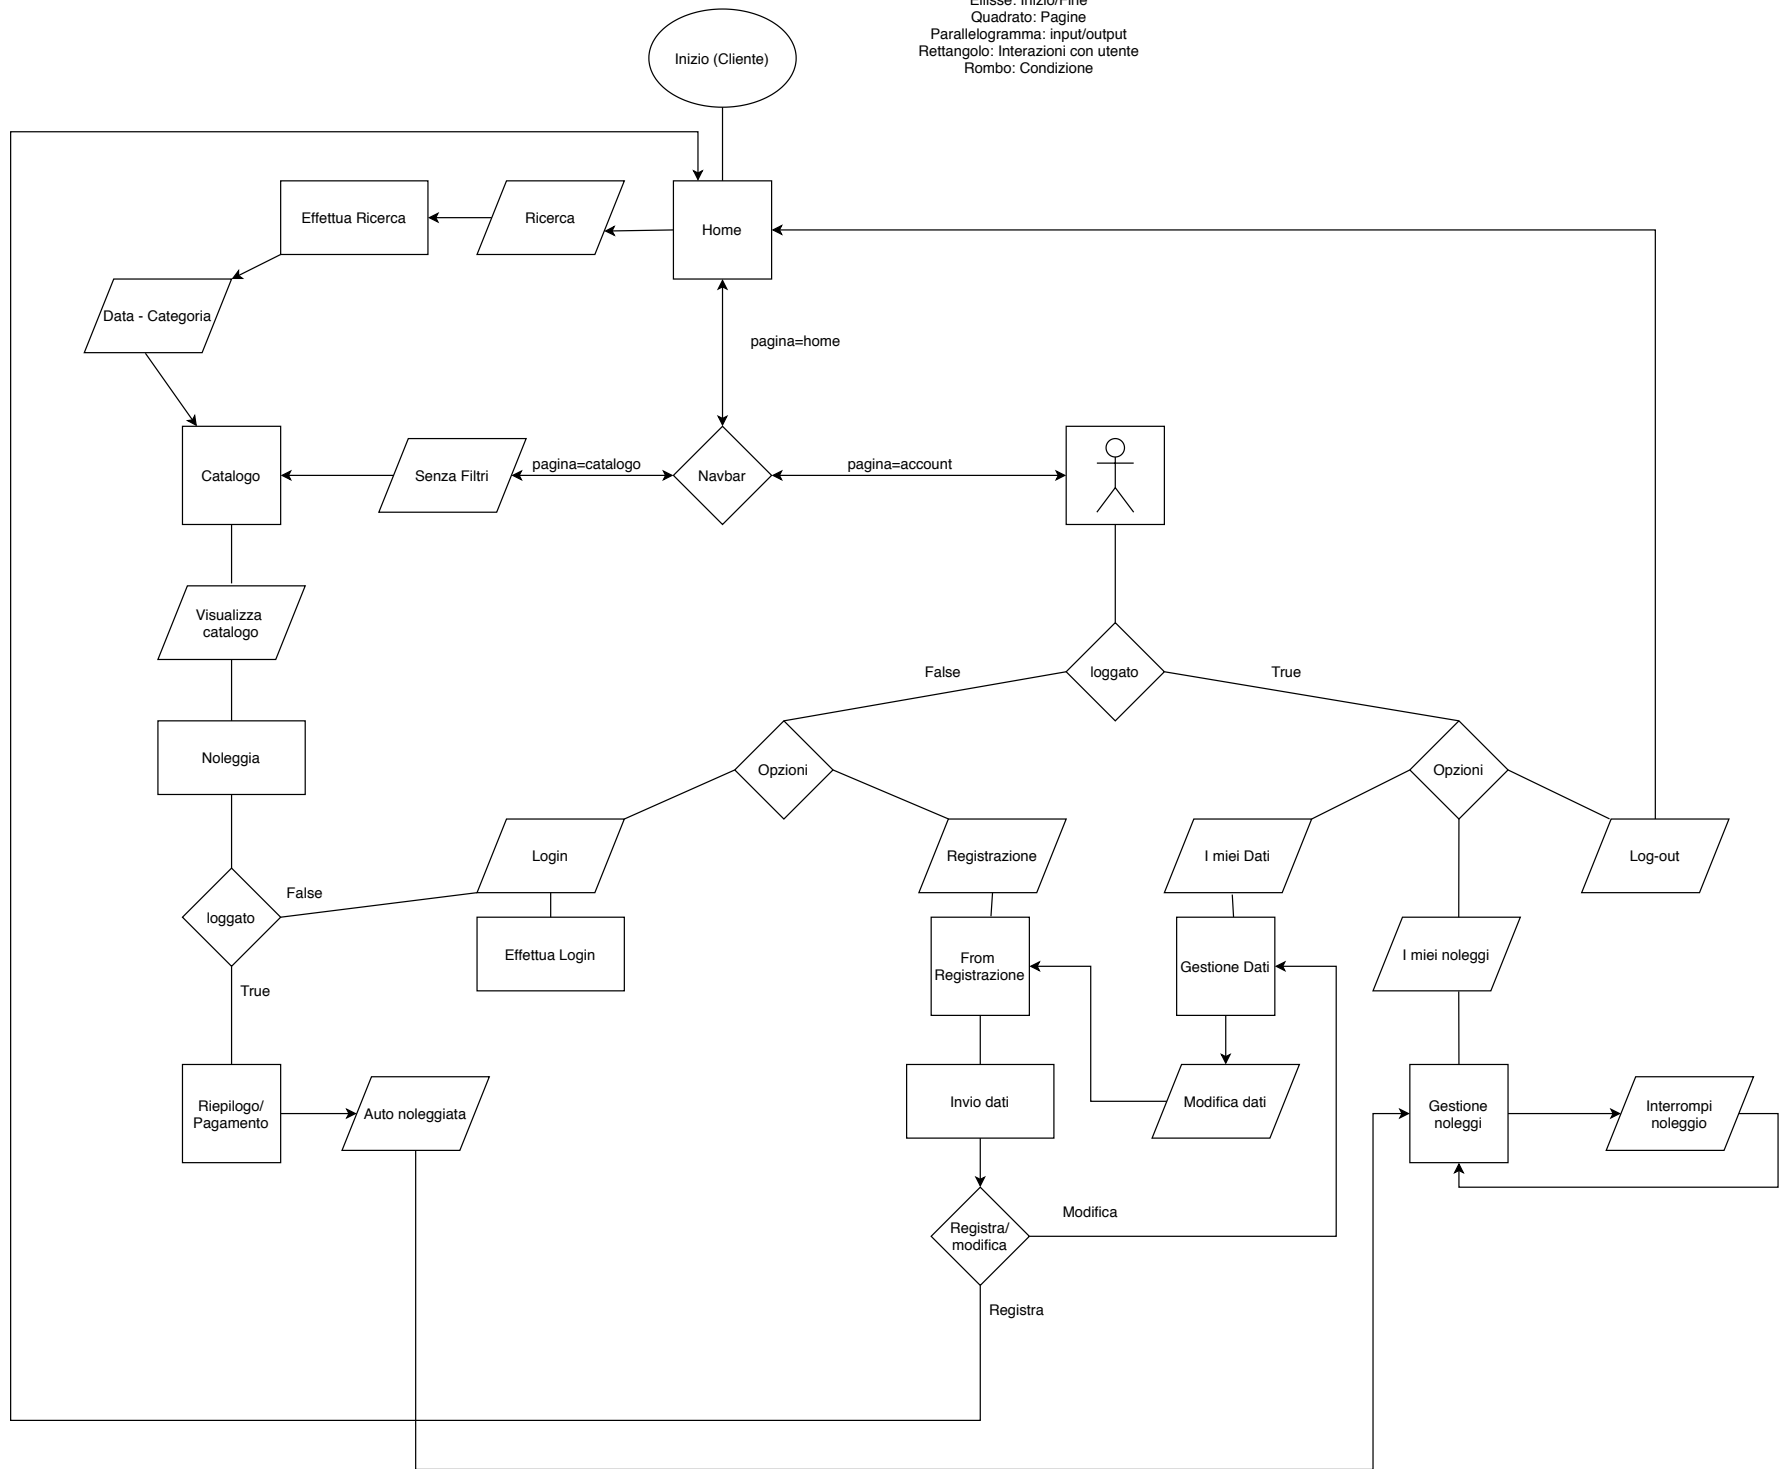 Ellisse: Inizio/Fine
Quadrato: Pagine
Parallelogramma: input/output
Rettangolo: Interazioni con utente
Rombo: Condizione
Inizio (Cliente)
Effettua Ricerca
Ricerca
Home
Data - Categoria
pagina=home
Catalogo
Senza Filtri
pagina=catalogo
Navbar
pagina=account
Visualizza
catalogo
False
loggato
True
Noleggia
Opzioni
Opzioni
Login
Registrazione
I miei Dati
Log-out
False
loggato
Effettua Login
From
Registrazione
Gestione Dati
I miei noleggi
True
Riepilogo/
Pagamento
Auto noleggiata
Invio dati
Modifica dati
Gestione
noleggi
Interrompi
noleggio
Registra/
modifica
Modifica
Registra